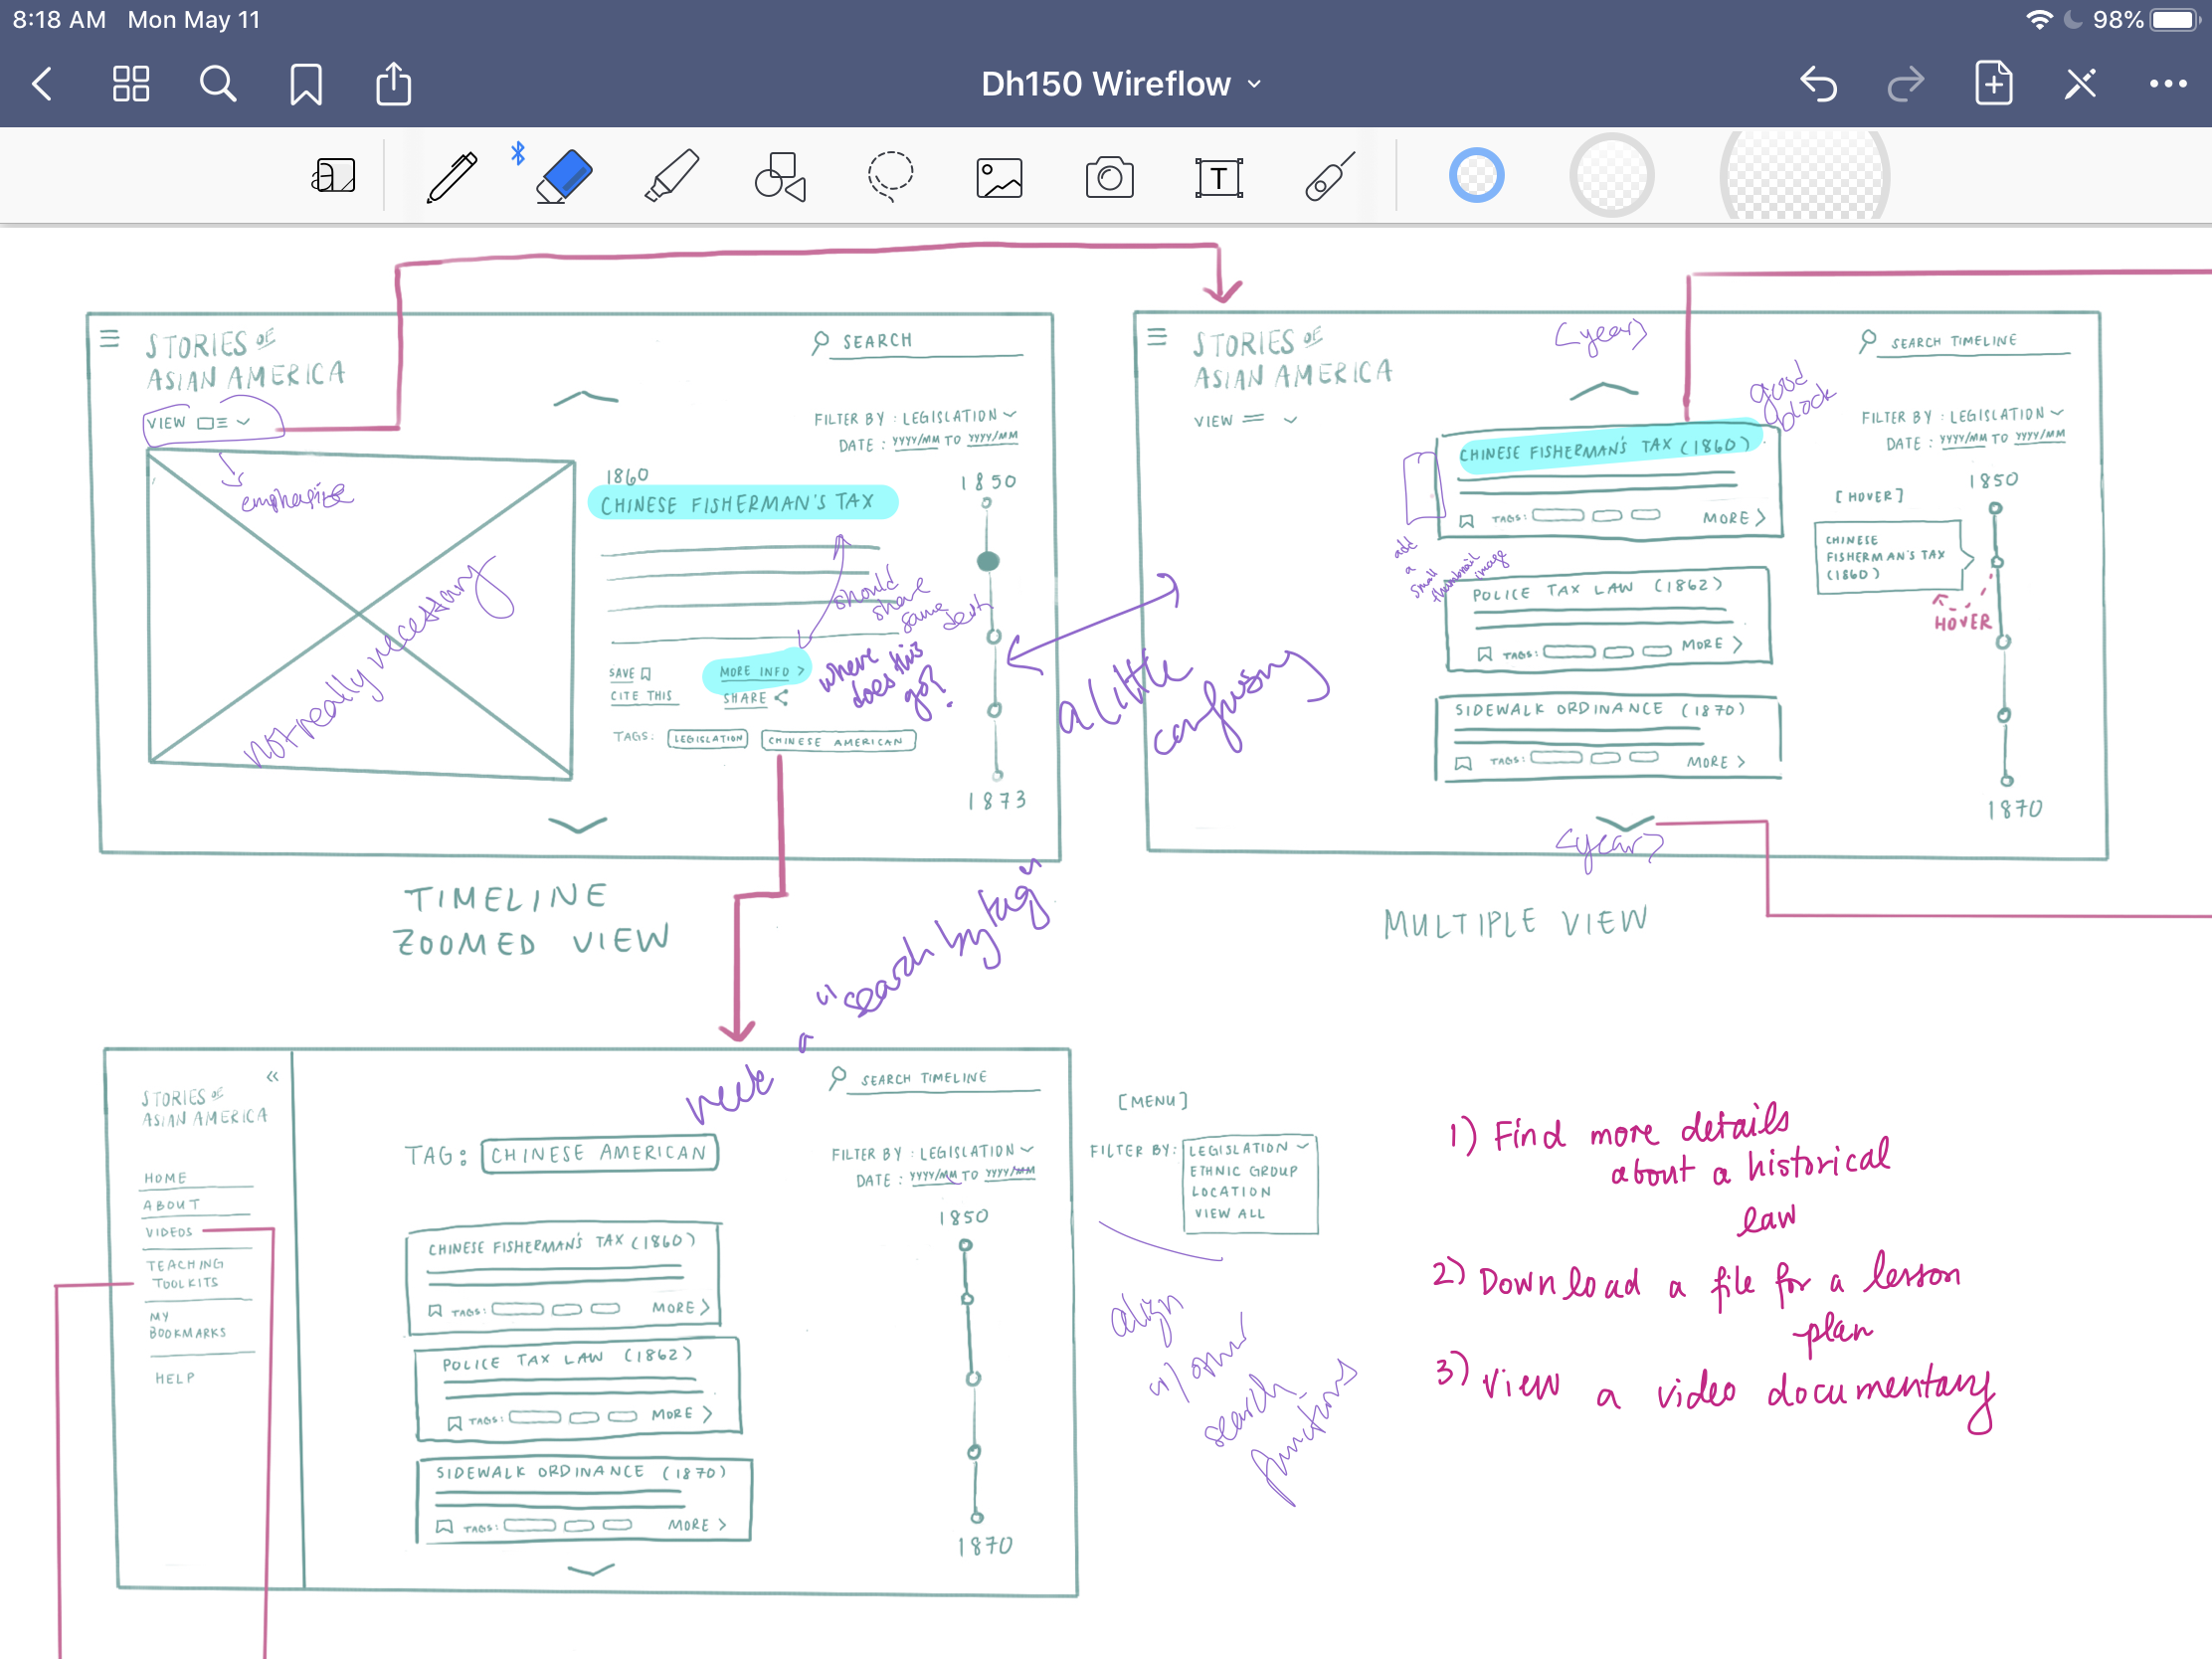 8:18 AM Mon May 11
98%
Dh150 Wireflow
T
STORIES OF
ASIAN AMERICA
VIEW
SEARCH
FILTER BY : LEGISLATION
DATE : YYYY/MM TO YYYY/MM
emphasize
not really necessary
1860
CHINESE FISHERMAN'S TAX
should
share
same
where
does this
go?
SAVE
MORE INFO >
CITE THIS
SHARE
TAGS: LEGISLATION CHINESE AMERICAN
1850
1873
TIMELINE
ZOOMED VIEW
a little
confusing
STORIES OF
ASIAN AMERICA
VIEW
<year>
SEARCH TIMELINE
good
block
FILTER BY : LEGISLATION
DATE : YYYY/MM TO YYYY/MM
CHINESE FISHERMAN'S TAX (1860)
TAGS: MORE >
add
a
small
thumbnail
image
POLICE TAX LAW (1862)
TAGS: MORE >
SIDEWALK ORDINANCE (1870)
TAGS: MORE >
[HOVER]
CHINESE
FISHERMAN'S TAX
(1860)
HOVER
1850
1870
<year>
MULTIPLE VIEW
need a "search by tag"
STORIES OF
ASIAN AMERICA
«
HOME
ABOUT
VIDEOS
TEACHING
TOOLKITS
MY
BOOKMARKS
HELP
SEARCH TIMELINE
TAG: CHINESE AMERICAN
FILTER BY : LEGISLATION
DATE : YYYY/MM TO YYYY/MM
CHINESE FISHERMAN'S TAX (1860)
TAGS: MORE >
POLICE TAX LAW (1862)
TAGS: MORE >
SIDEWALK ORDINANCE (1870)
TAGS: MORE >
1850
1870
[MENU]
FILTER BY: LEGISLATION
ETHNIC GROUP
LOCATION
VIEW ALL
align
w/ other
search
functions
1) Find more details
about a historical
law
2) Download a file for a lesson
plan
3) View a video documentary